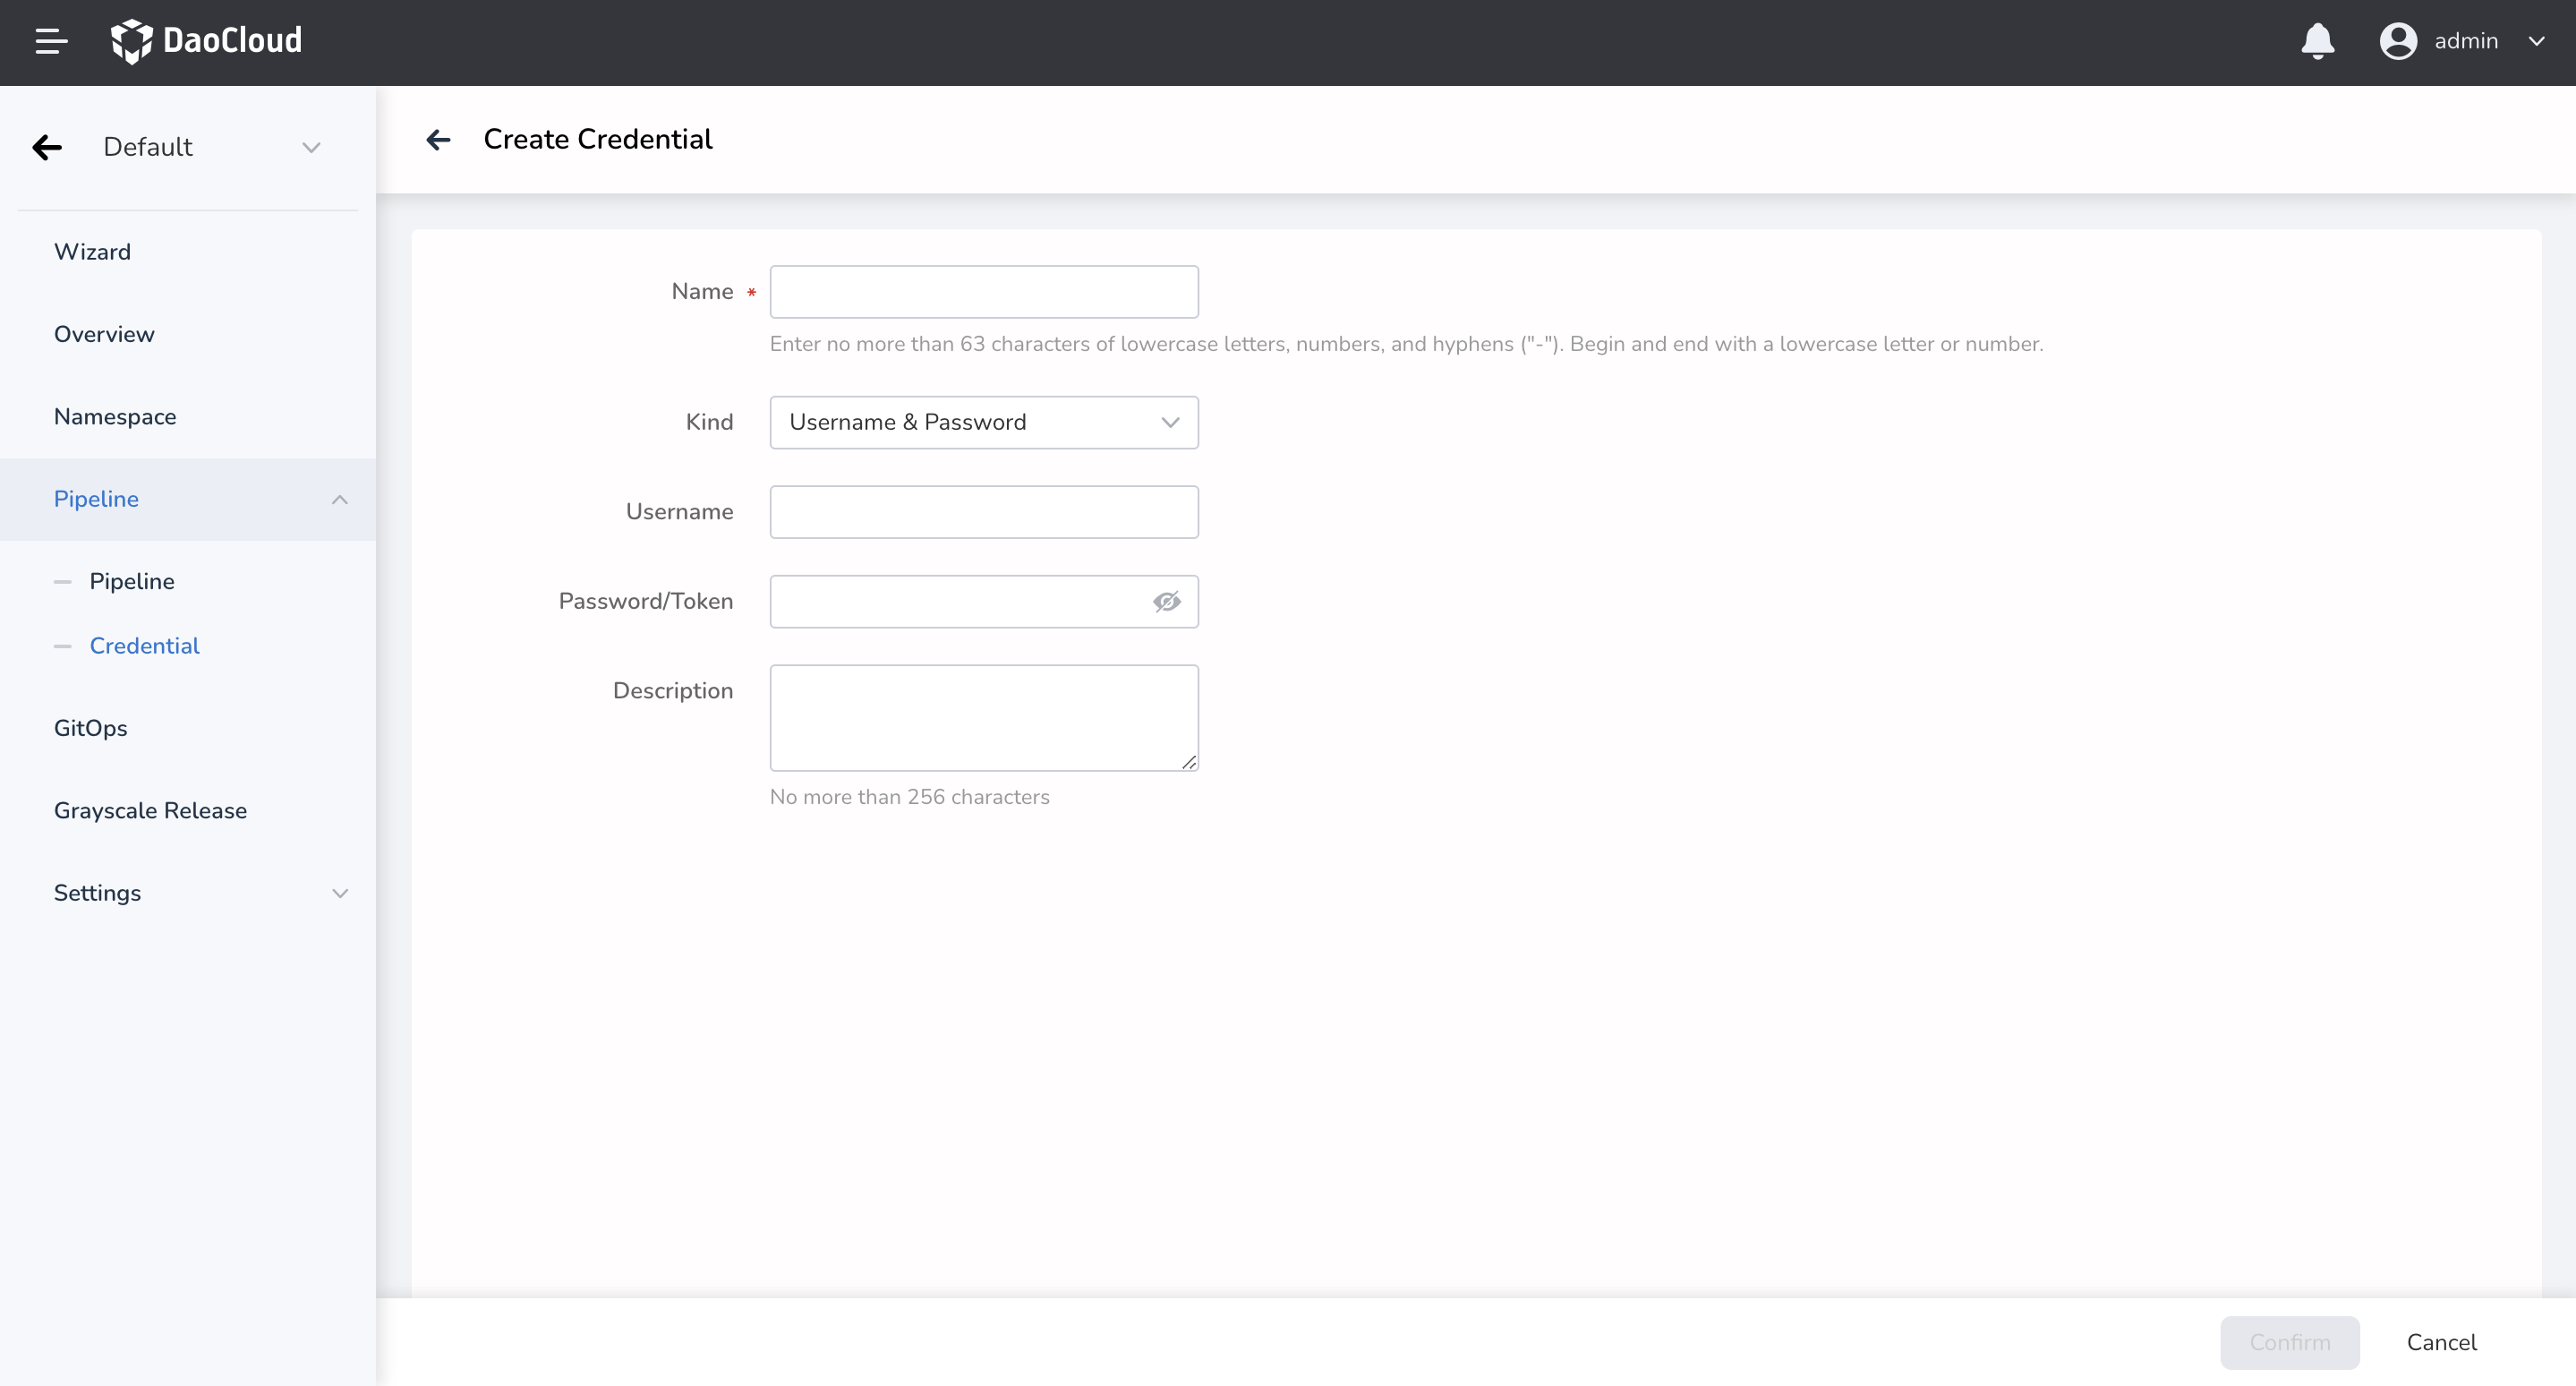 DaoCloud
admin
Default
Create Credential
Wizard
Overview
Namespace
Pipeline
Pipeline
Credential
GitOps
Grayscale Release
Settings
Name *
Enter no more than 63 characters of lowercase letters, numbers, and hyphens ("-"). Begin and end with a lowercase letter or number.
Kind
Username & Password
Username
Password/Token
Description
No more than 256 characters
Confirm
Cancel